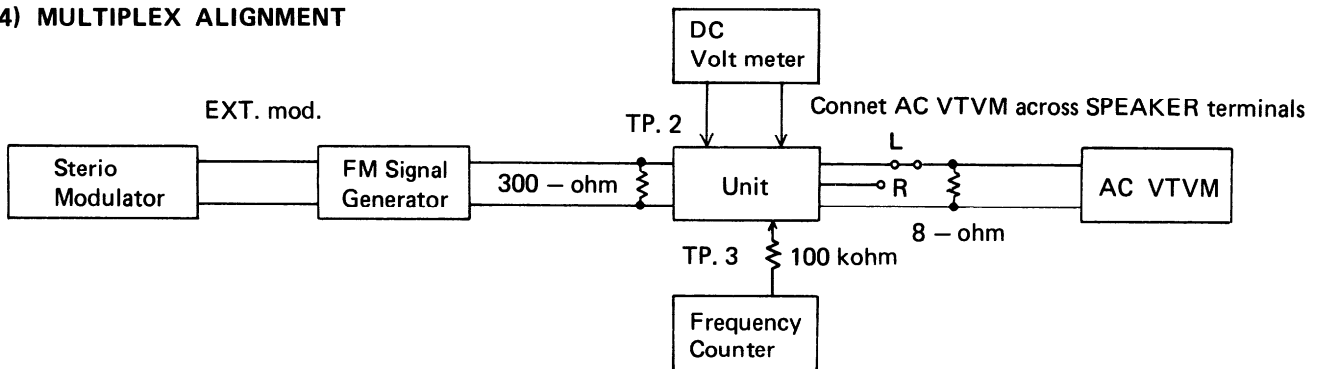 4) MULTIPLEX ALIGNMENT
DC
Volt meter
EXT. mod.
Connet AC VTVM across SPEAKER terminals
TP. 2
L
Sterio
Modulator
FM Signal
Generator
300 – ohm
Unit
R
AC VTVM
8 – ohm
TP. 3
100 kohm
Frequency
Counter